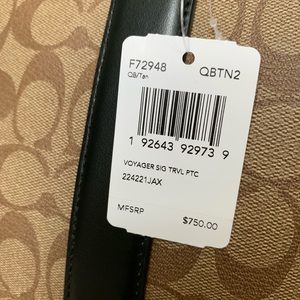 F72948 QBTN2
QB/Tan
1 92643 92973 9
VOYAGER SIG TRVL PTC
224221JAX
MFSRP $750.00